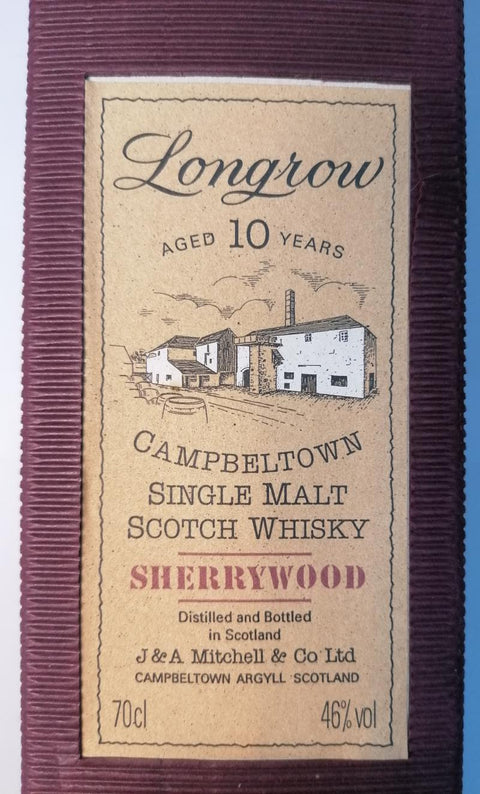 Longrow
AGED 10 YEARS
CAMPBELTOWN
SINGLE MALT
SCOTCH WHISKY
SHERRYWOOD
Distilled and Bottled
in Scotland
J & A Mitchell & Co Ltd
CAMPBELTOWN ARGYLL SCOTLAND
70cl 46% vol